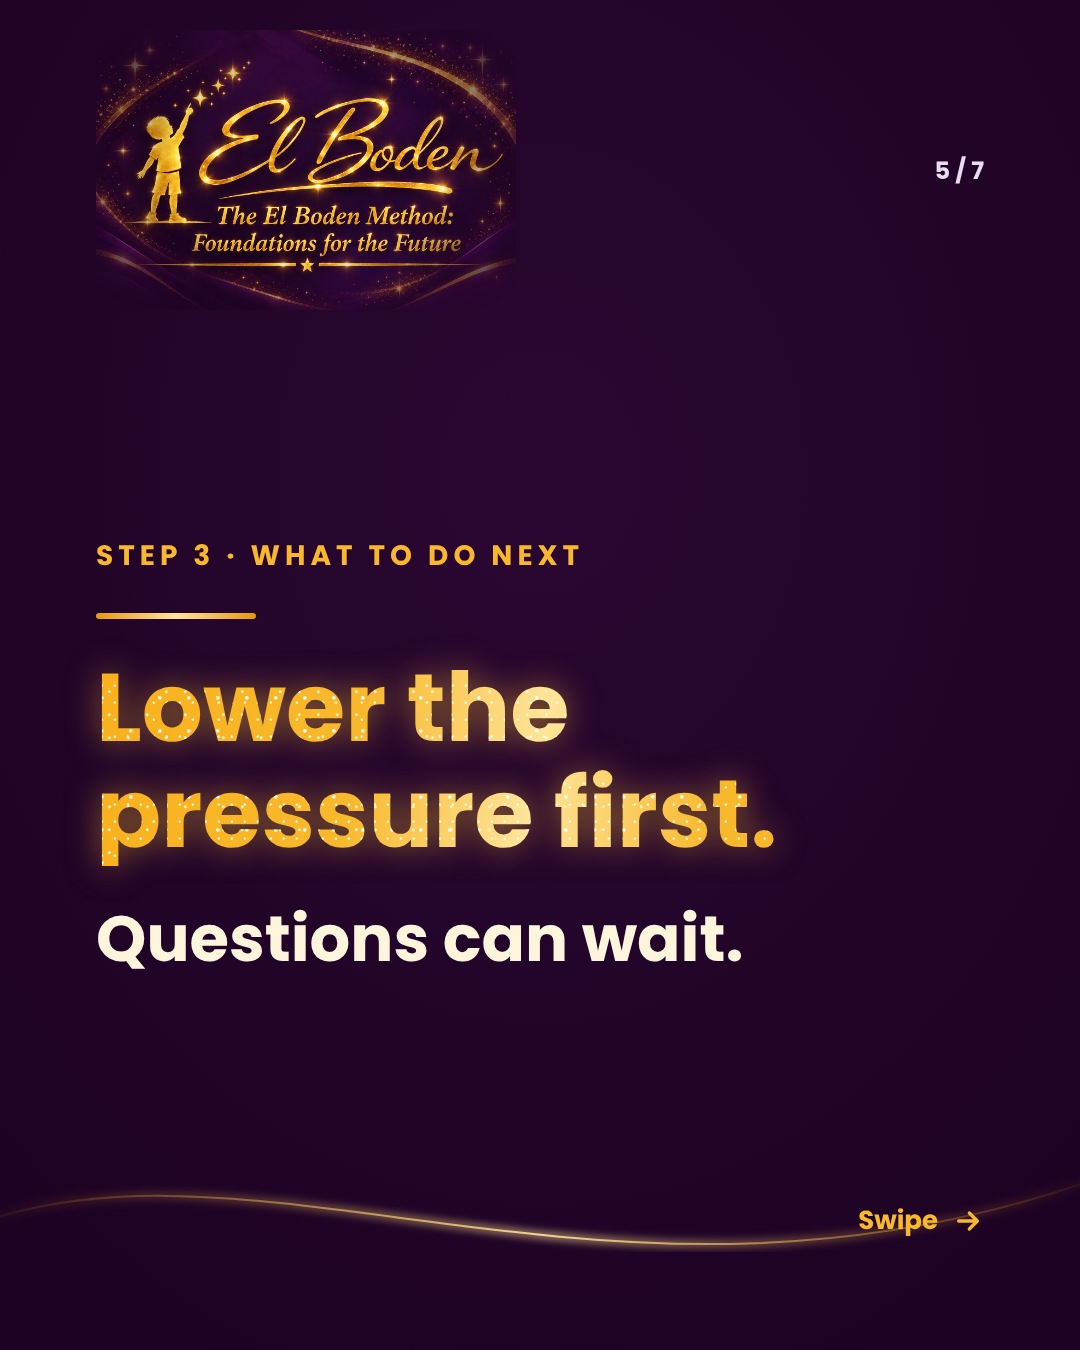 El Boden
The El Boden Method:
Foundations for the Future
5 / 7
STEP 3 · WHAT TO DO NEXT
Lower the
pressure first.
Questions can wait.
Swipe →